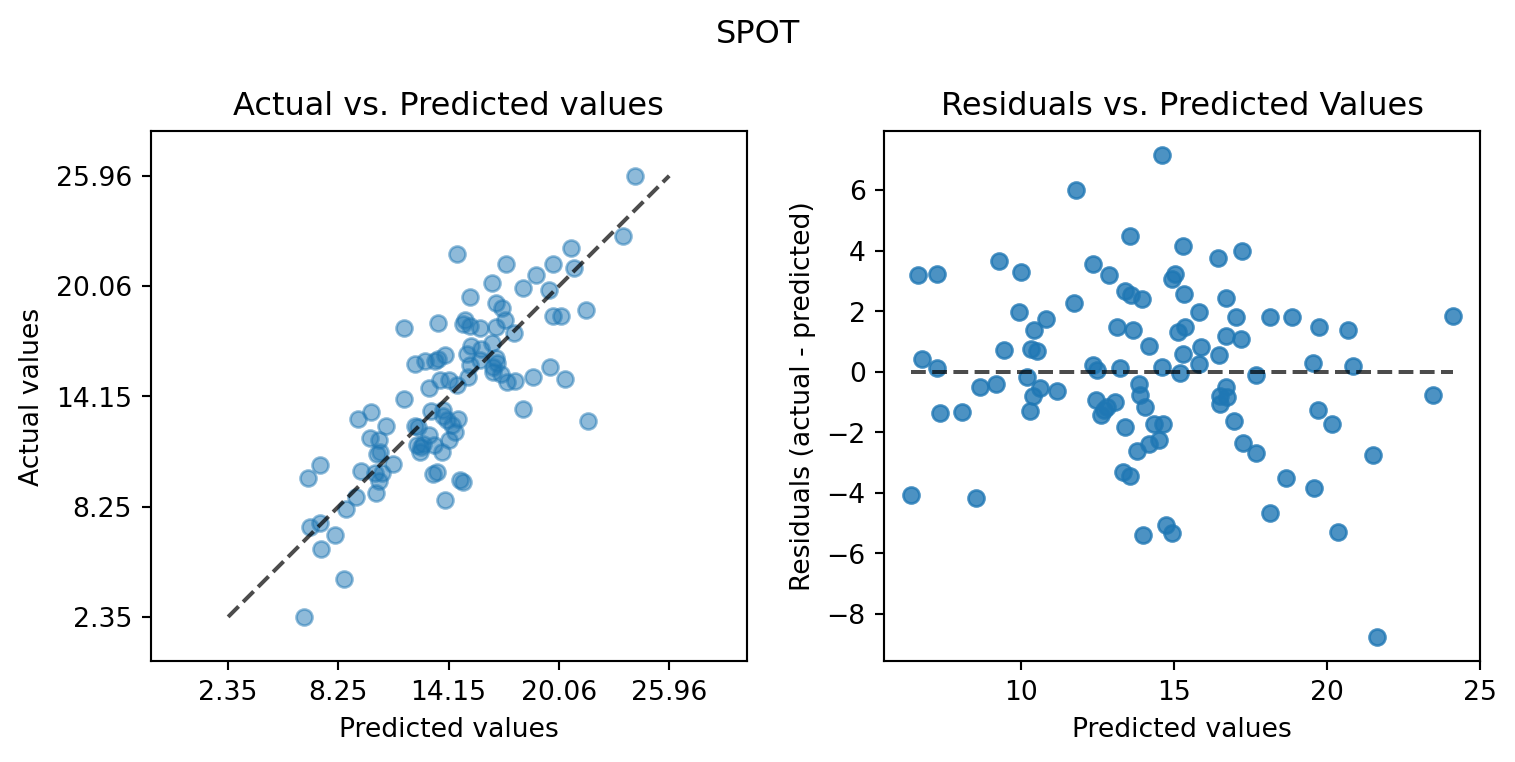 SPOT
Actual vs. Predicted values
Residuals vs. Predicted Values
Actual values
25.96
20.06
14.15
8.25
2.35
2.35 8.25 14.15 20.06 25.96
Predicted values
Residuals (actual - predicted)
6
4
2
0
−2
−4
−6
−8
10 15 20 25
Predicted values